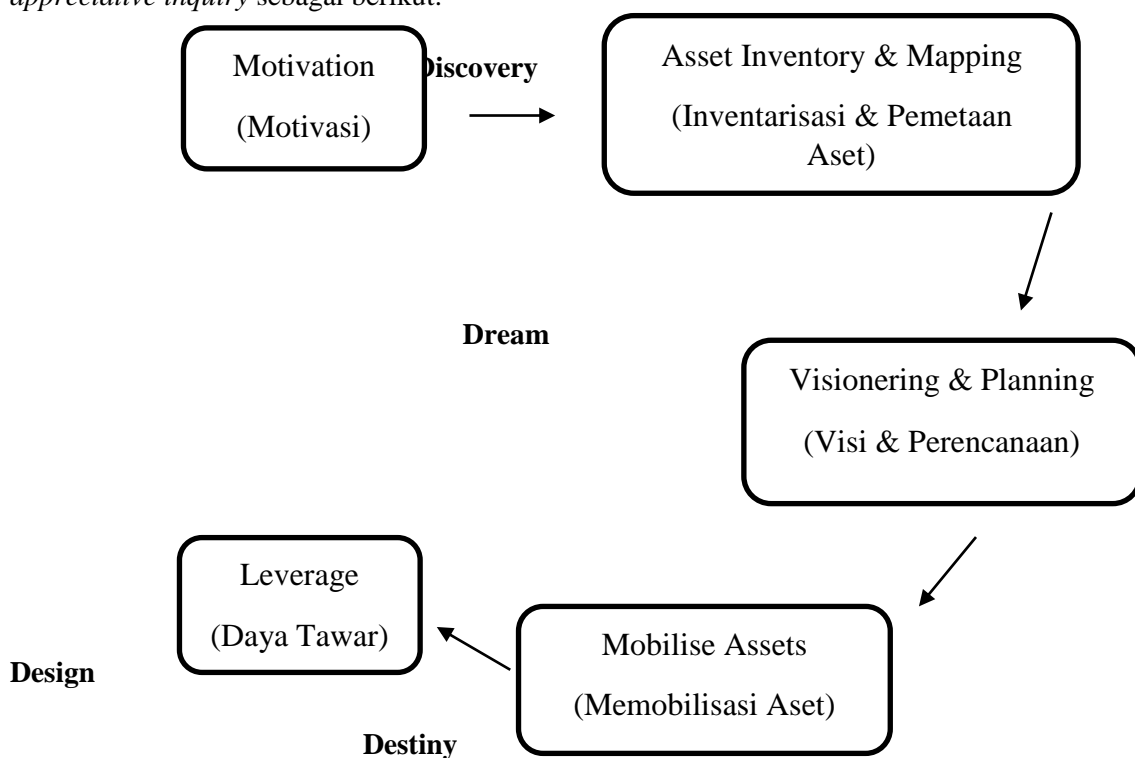 appreciative inquiry sebagai berikut:
Motivation
(Motivasi)
Discovery
Asset Inventory & Mapping
(Inventarisasi & Pemetaan
Aset)
Dream
Visionering & Planning
(Visi & Perencanaan)
Leverage
(Daya Tawar)
Mobilise Assets
(Memobilisasi Aset)
Design
Destiny